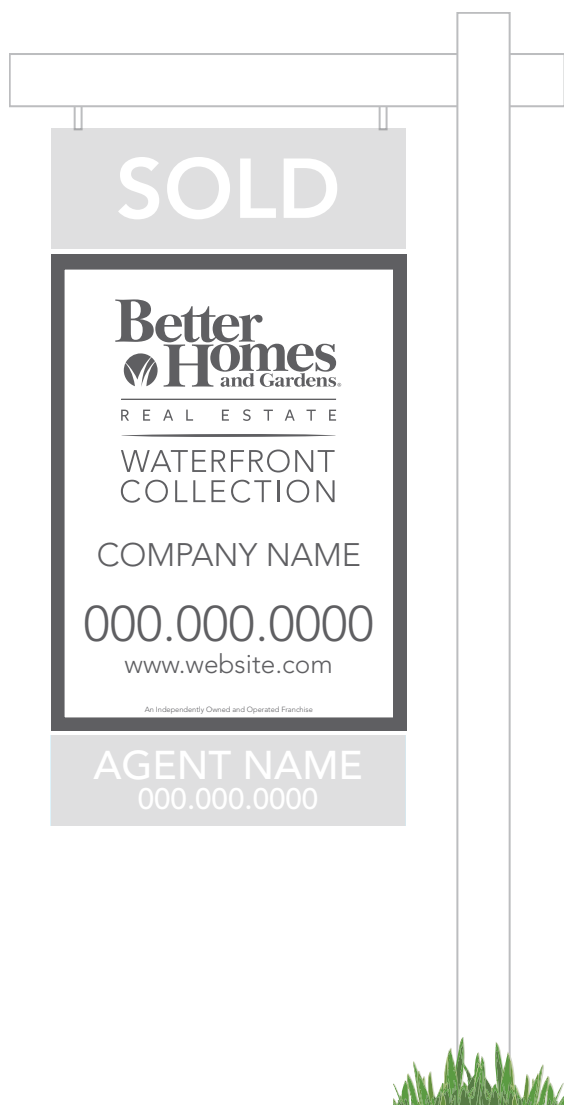 SOLD
Better
Homes
and Gardens®
REAL ESTATE
WATERFRONT
COLLECTION
COMPANY NAME
000.000.0000
www.website.com
An Independently Owned and Operated Franchise
AGENT NAME
000.000.0000